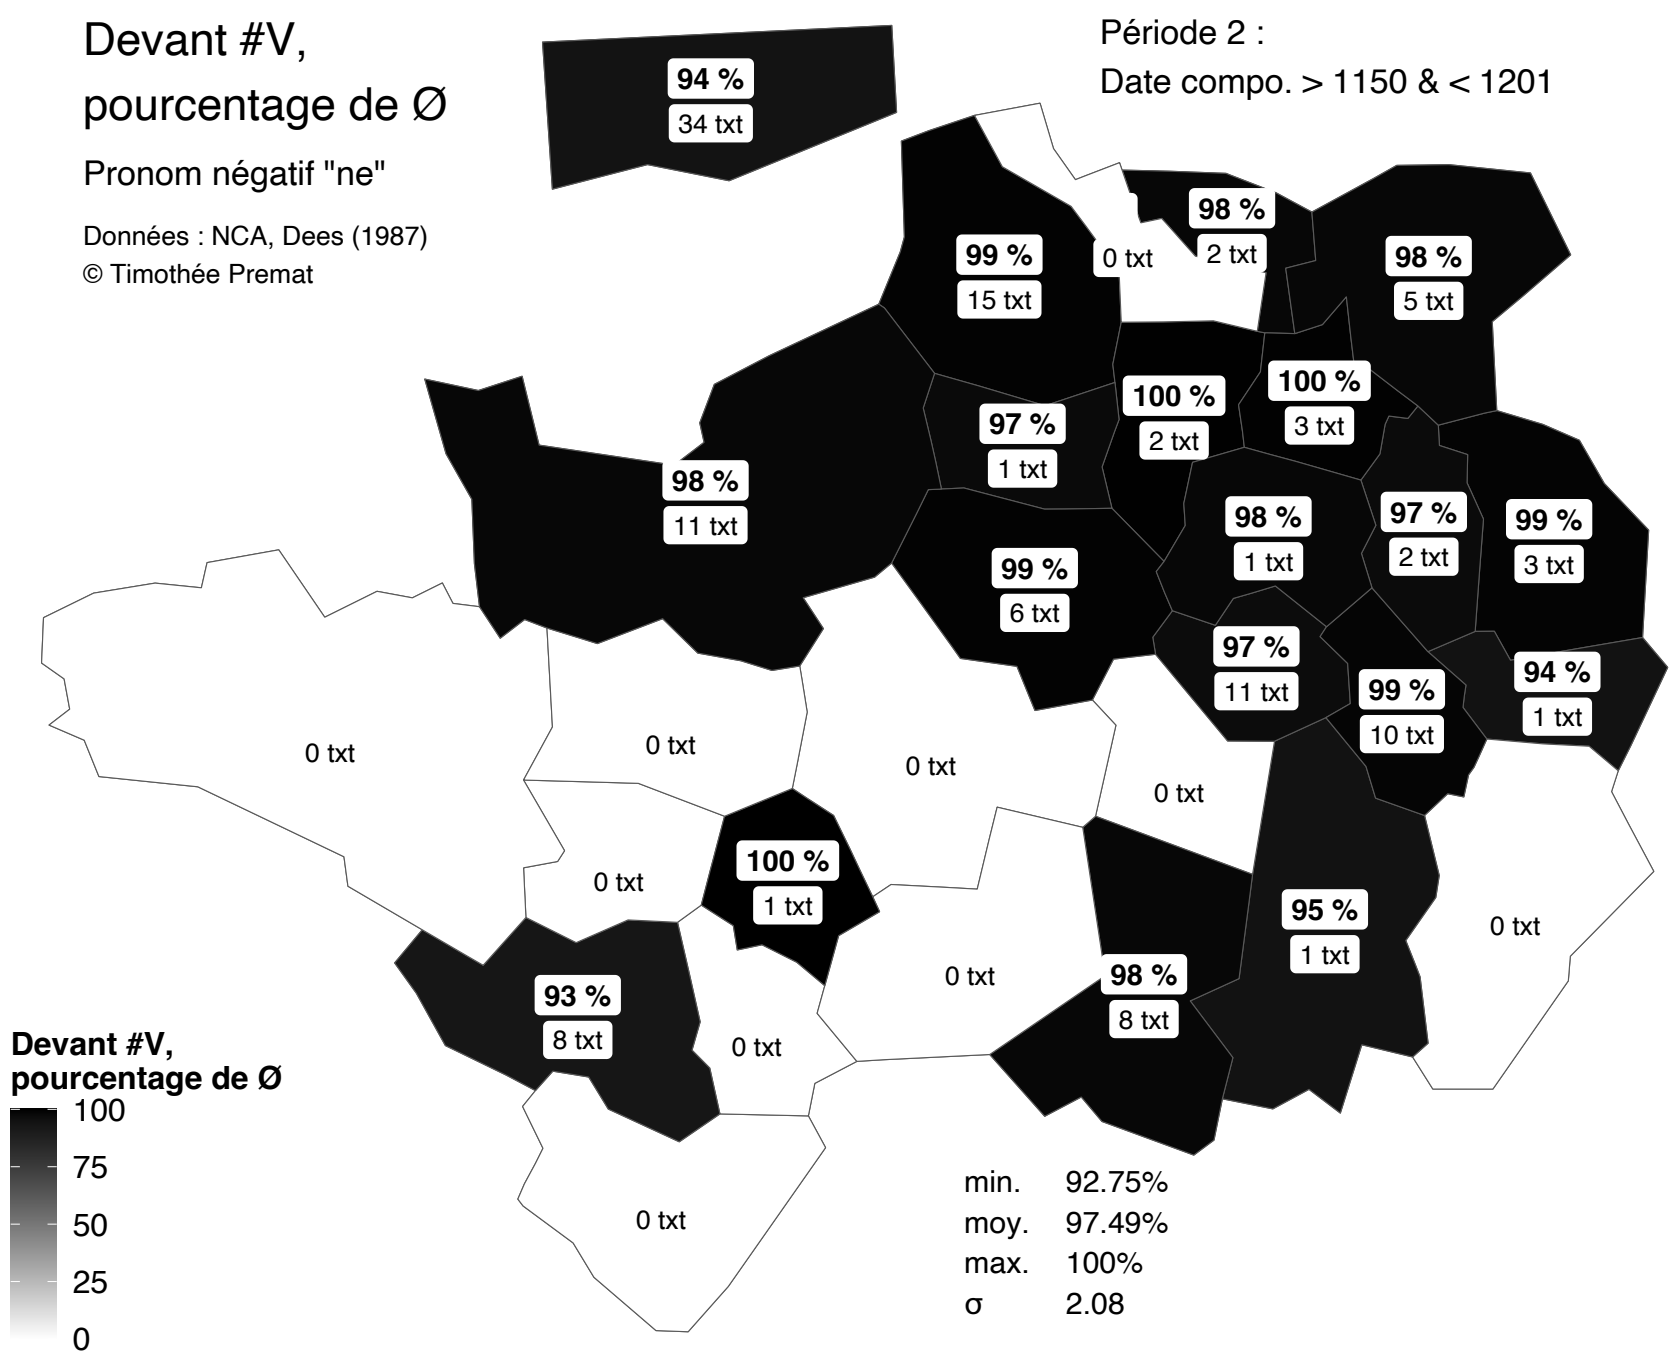 Devant #V,
pourcentage de Ø
Pronom négatif "ne"
Données : NCA, Dees (1987)
© Timothée Premat
Période 2 :
Date compo. > 1150 & < 1201
94 %
34 txt
98 %
2 txt
99 %
15 txt
0 txt
98 %
5 txt
100 %
3 txt
100 %
2 txt
97 %
1 txt
98 %
11 txt
98 %
1 txt
97 %
2 txt
99 %
3 txt
99 %
6 txt
97 %
11 txt
99 %
10 txt
94 %
1 txt
0 txt
0 txt
0 txt
0 txt
0 txt
100 %
1 txt
95 %
1 txt
0 txt
0 txt
98 %
8 txt
93 %
8 txt
0 txt
0 txt
Devant #V,
pourcentage de Ø
100
75
50
25
0
min. 92.75%
moy. 97.49%
max. 100%
σ 2.08